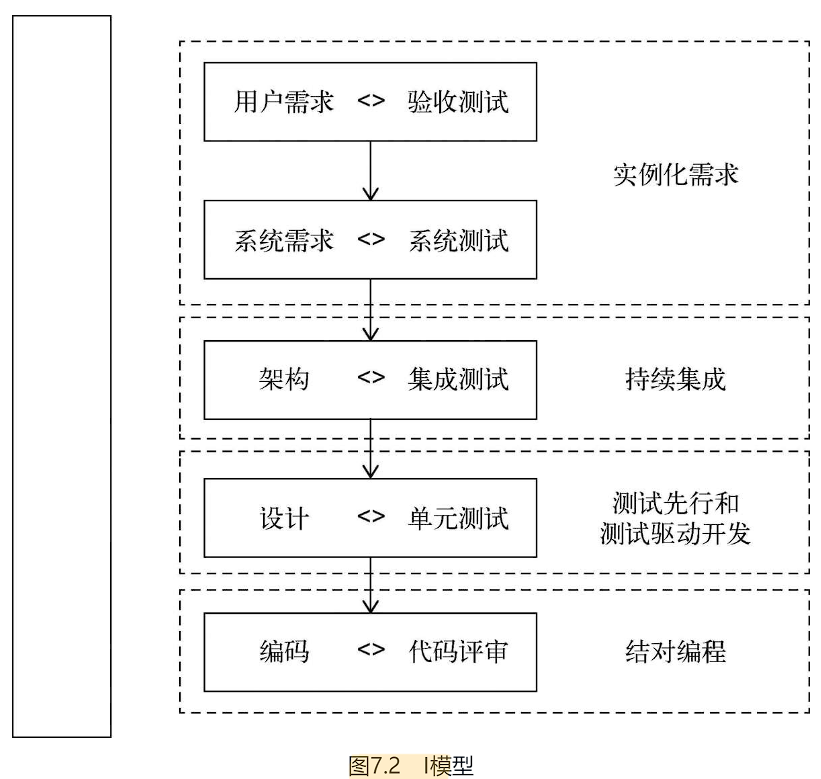 用户需求 <> 验收测试
实例化需求
系统需求 <> 系统测试
架构 <> 集成测试
持续集成
设计 <> 单元测试
测试先行和
测试驱动开发
编码 <> 代码评审
结对编程
图7.2 I模型